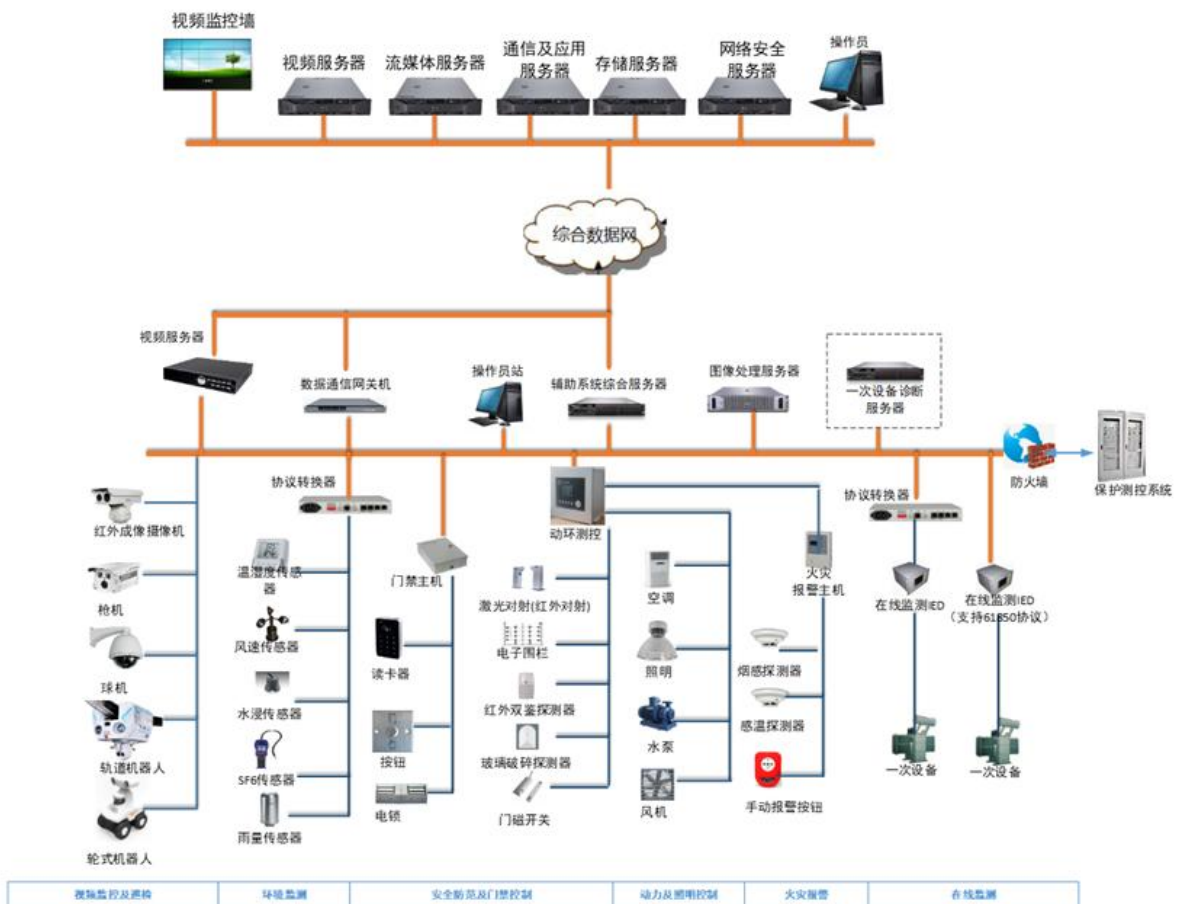 视频监控墙
视频服务器
流媒体服务器
通信及应用
服务器
存储服务器
网络安全
服务器
操作员
综合数据网
视频服务器
数据通信网关机
操作员站
辅助系统综合服务器
图像处理服务器
一次设备诊断
服务器
防火墙
保护测控系统
红外成像摄像机
枪机
球机
轨道机器人
轮式机器人
协议转换器
温湿度传感
器
风速传感器
水浸传感器
SF6传感器
雨量传感器
门禁主机
读卡器
按钮
电锁
动环测控
激光对射(红外对射)
电子围栏
红外双鉴探测器
玻璃破碎探测器
门磁开关
空调
照明
水泵
风机
火灾
报警主机
烟感探测器
感温探测器
手动报警按钮
协议转换器
在线监测IED
在线监测IED
（支持61850协议）
一次设备
一次设备
视频监控及巡检
环境监测
安全防范及门禁控制
动力及照明控制
火灾报警
在线监测